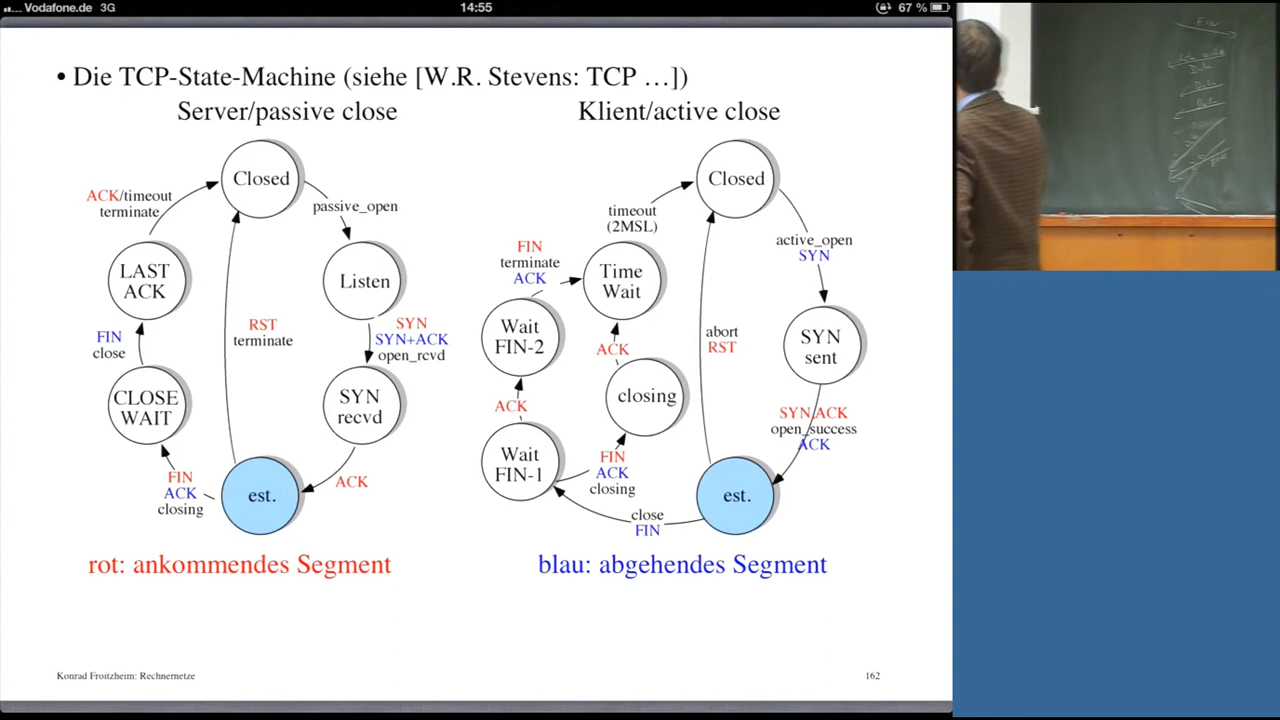 Vodafone.de 3G
14:55
67 %
• Die TCP-State-Machine (siehe [W.R. Stevens: TCP …])
Server/passive close
Closed
ACK/timeout
terminate
passive_open
LAST
ACK
Listen
RST
terminate
SYN
SYN+ACK
open_rcvd
FIN
close
CLOSE
WAIT
SYN
recvd
FIN
ACK
closing
est.
ACK
rot: ankommendes Segment
Klient/active close
Closed
timeout
(2MSL)
active_open
SYN
FIN
terminate
ACK
Time
Wait
Wait
FIN-2
ACK
abort
RST
SYN
sent
closing
ACK
SYN,ACK
open_success
ACK
Wait
FIN-1
FIN
ACK
closing
est.
close
FIN
blau: abgehendes Segment
Konrad Froitzheim: Rechnernetze
162